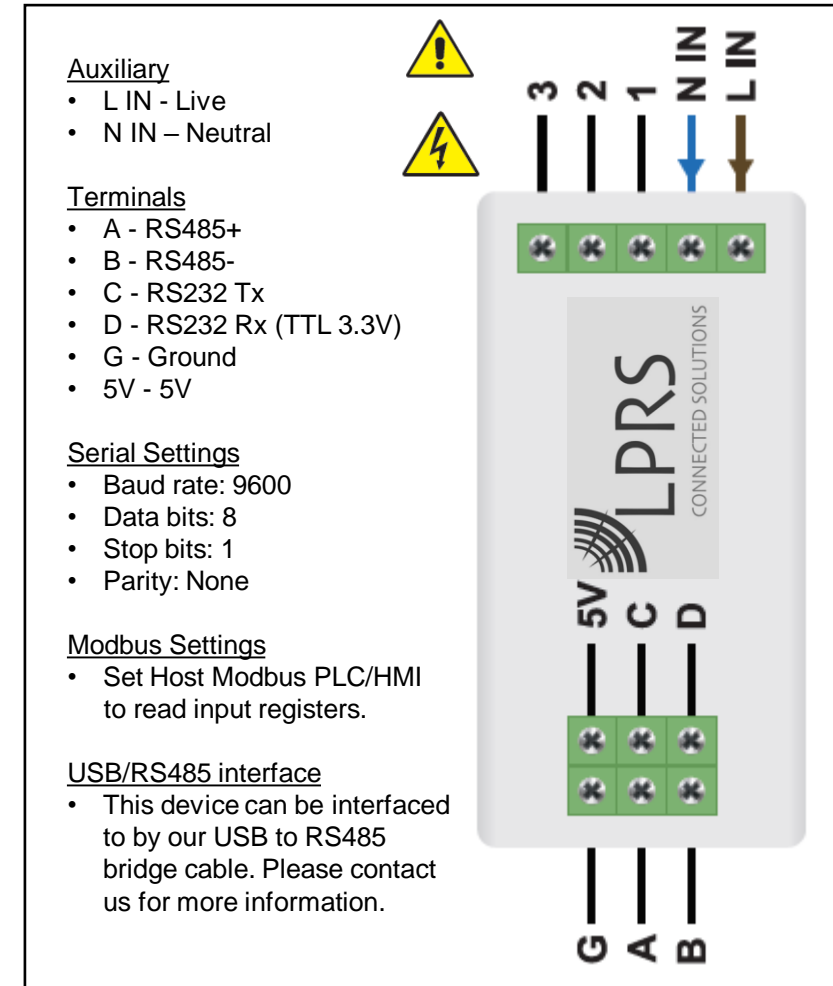 Auxiliary
• L IN - Live
• N IN – Neutral
Terminals
• A - RS485+
• B - RS485-
• C - RS232 Tx
• D - RS232 Rx (TTL 3.3V)
• G - Ground
• 5V - 5V
Serial Settings
• Baud rate: 9600
• Data bits: 8
• Stop bits: 1
• Parity: None
Modbus Settings
• Set Host Modbus PLC/HMI
to read input registers.
USB/RS485 interface
• This device can be interfaced
to by our USB to RS485
bridge cable. Please contact
us for more information.
!
3
2
1
N IN
L IN
LPRS
CONNECTED SOLUTIONS
5V
C
D
G
A
B